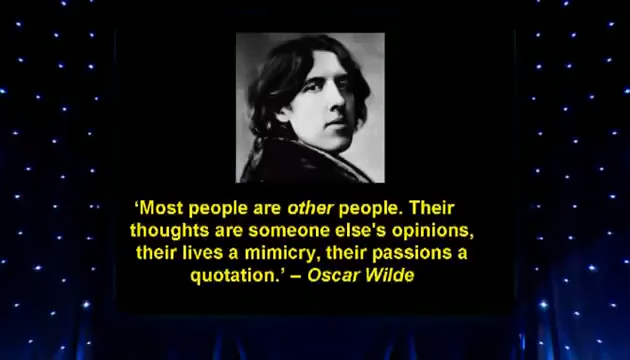 ‘Most people are other people. Their
thoughts are someone else's opinions,
their lives a mimicry, their passions a
quotation.’ – Oscar Wilde